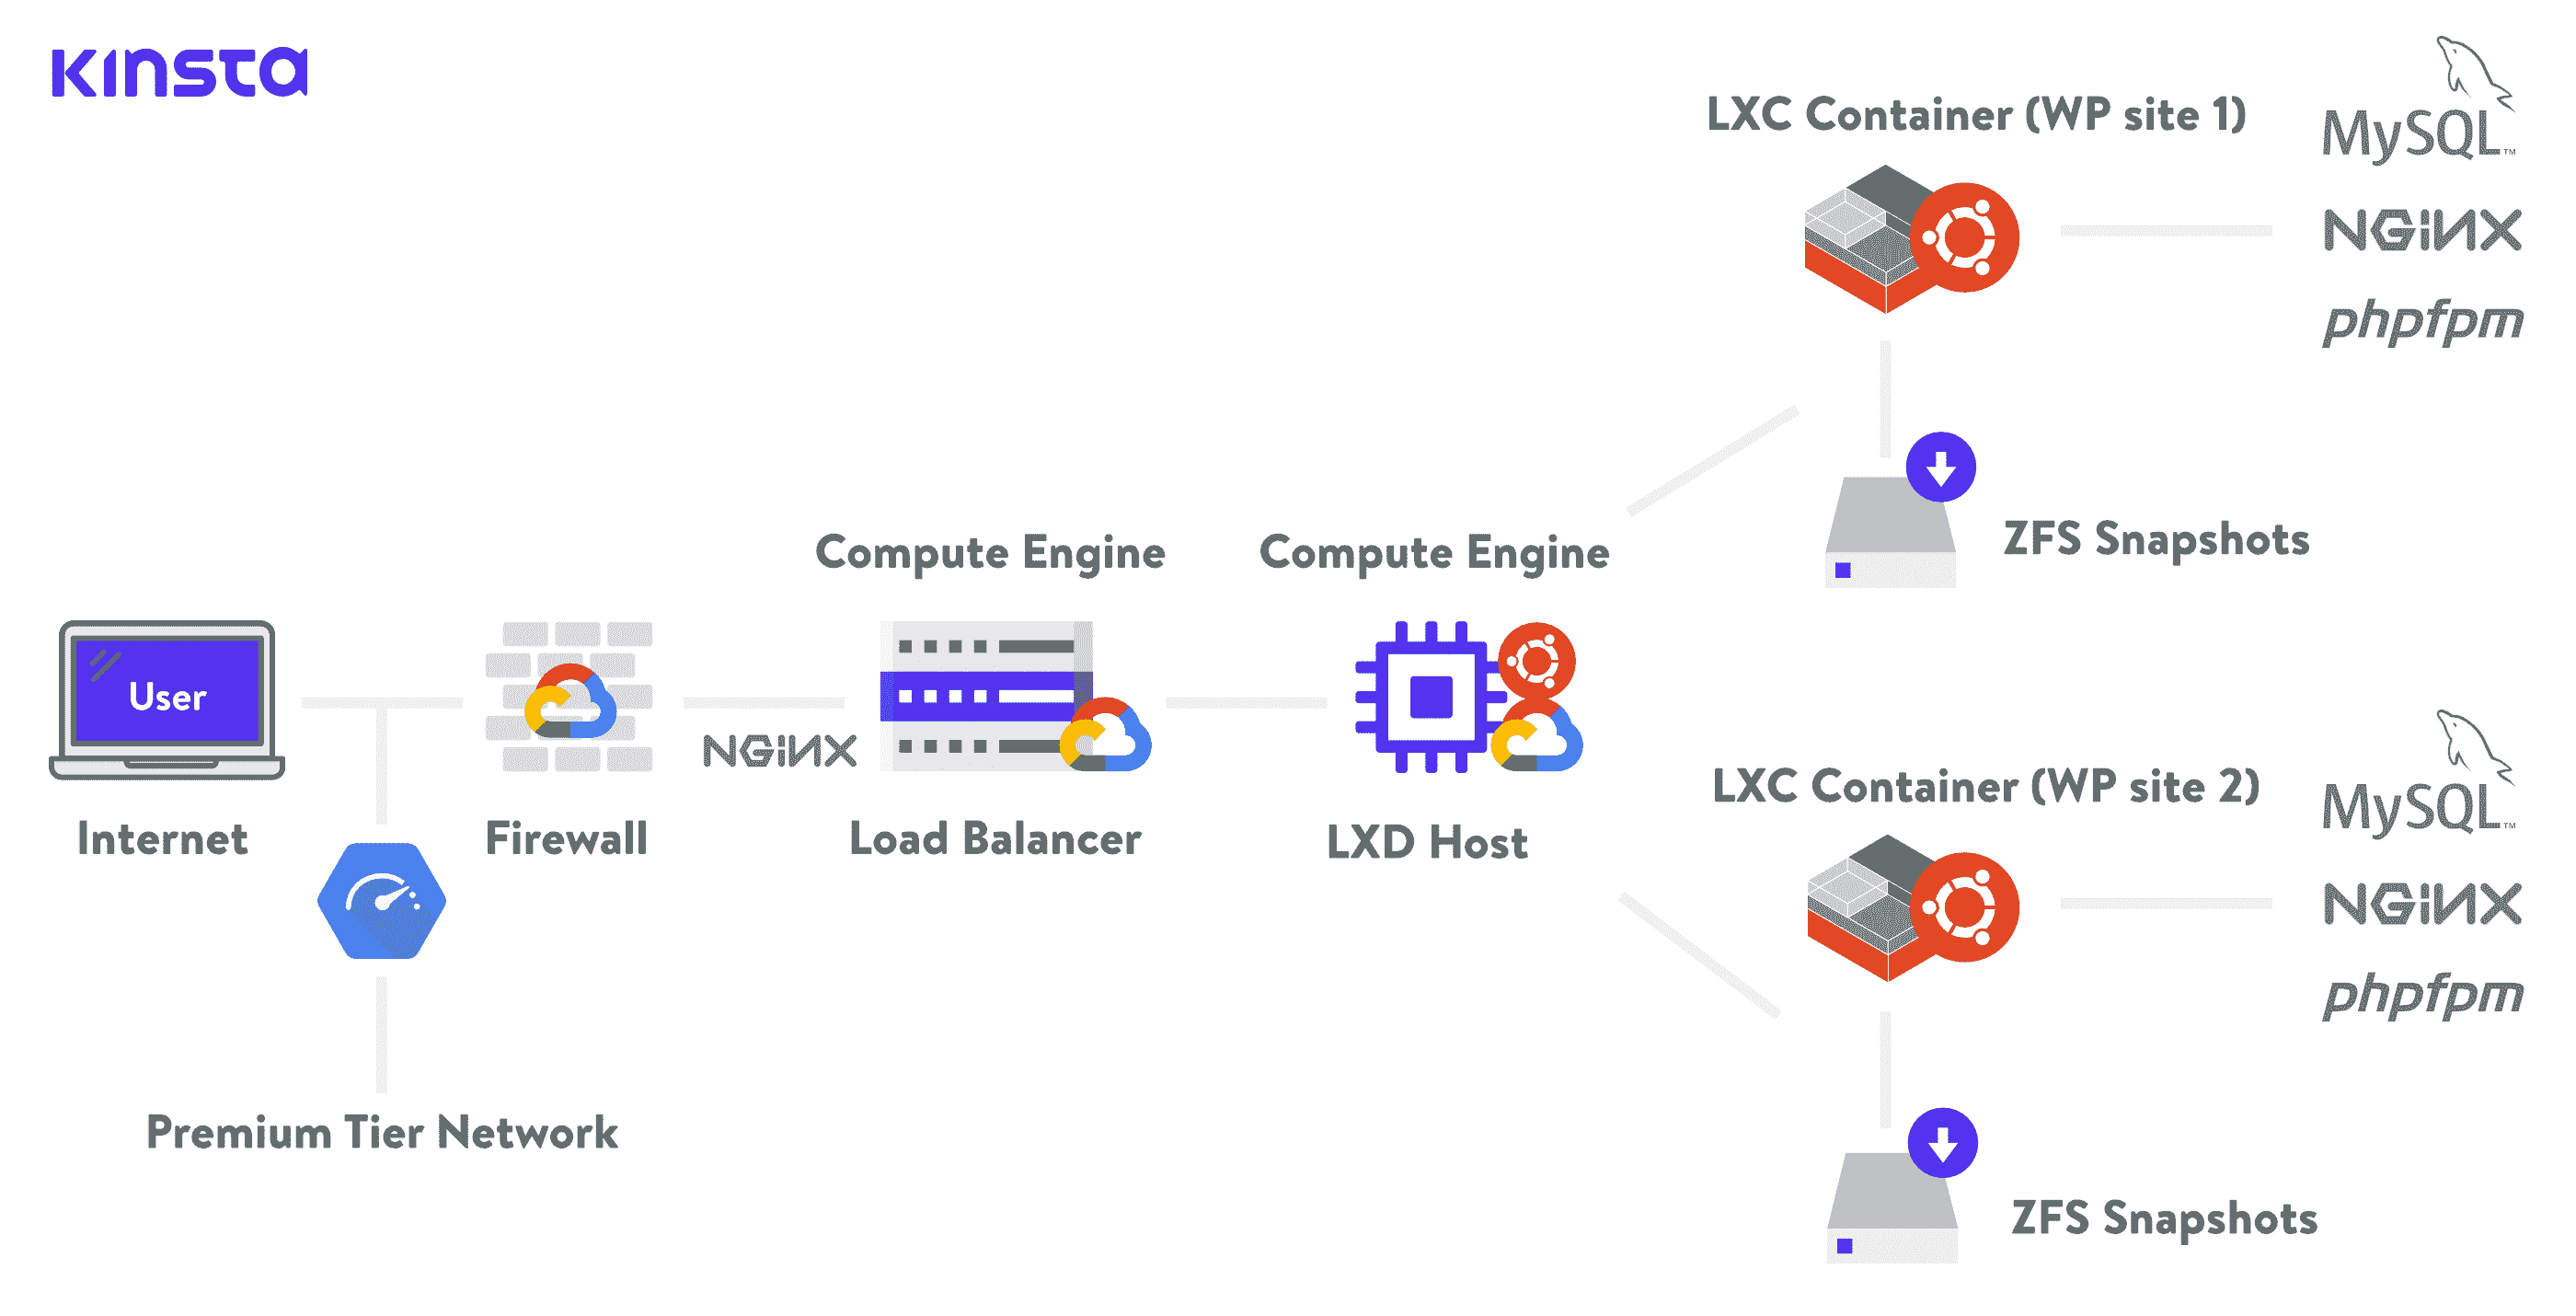 KINSTA
LXC Container (WP site 1)
MySQL™
NGiNX
phpfpm
ZFS Snapshots
Compute Engine
Compute Engine
User
NGiNX
Internet
Firewall
Load Balancer
LXD Host
Premium Tier Network
LXC Container (WP site 2)
MySQL™
NGiNX
phpfpm
ZFS Snapshots